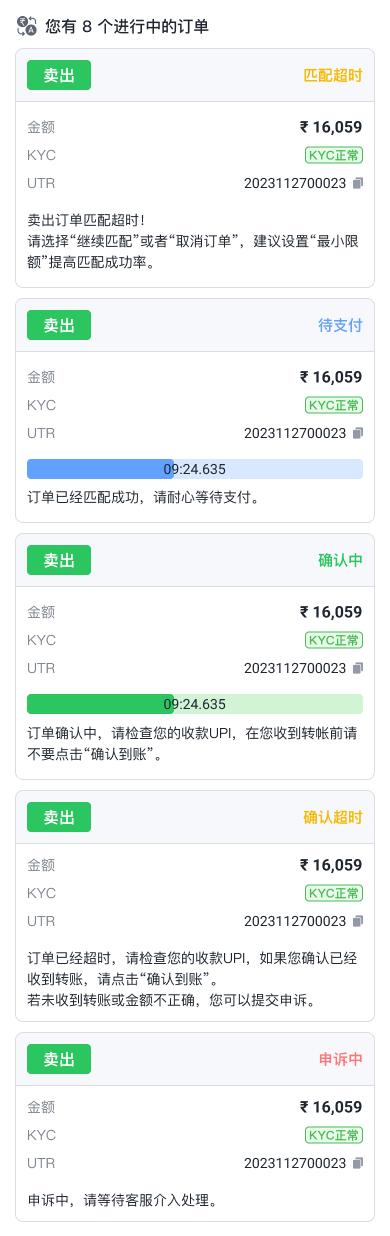 您有 8 个进行中的订单
卖出 匹配超时
金额 ₹ 16,059
KYC KYC正常
UTR 2023112700023
卖出订单匹配超时！
请选择“继续匹配”或者“取消订单”，建议设置“最小限
额”提高匹配成功率。
卖出 待支付
金额 ₹ 16,059
KYC KYC正常
UTR 2023112700023
09:24.635
订单已经匹配成功，请耐心等待支付。
卖出 确认中
金额 ₹ 16,059
KYC KYC正常
UTR 2023112700023
09:24.635
订单确认中，请检查您的收款UPI，在您收到转帐前请
不要点击“确认到账”。
卖出 确认超时
金额 ₹ 16,059
KYC KYC正常
UTR 2023112700023
订单已经超时，请检查您的收款UPI，如果您确认已经
收到转账，请点击“确认到账”。
若未收到转账或金额不正确，您可以提交申诉。
卖出 申诉中
金额 ₹ 16,059
KYC KYC正常
UTR 2023112700023
申诉中，请等待客服介入处理。